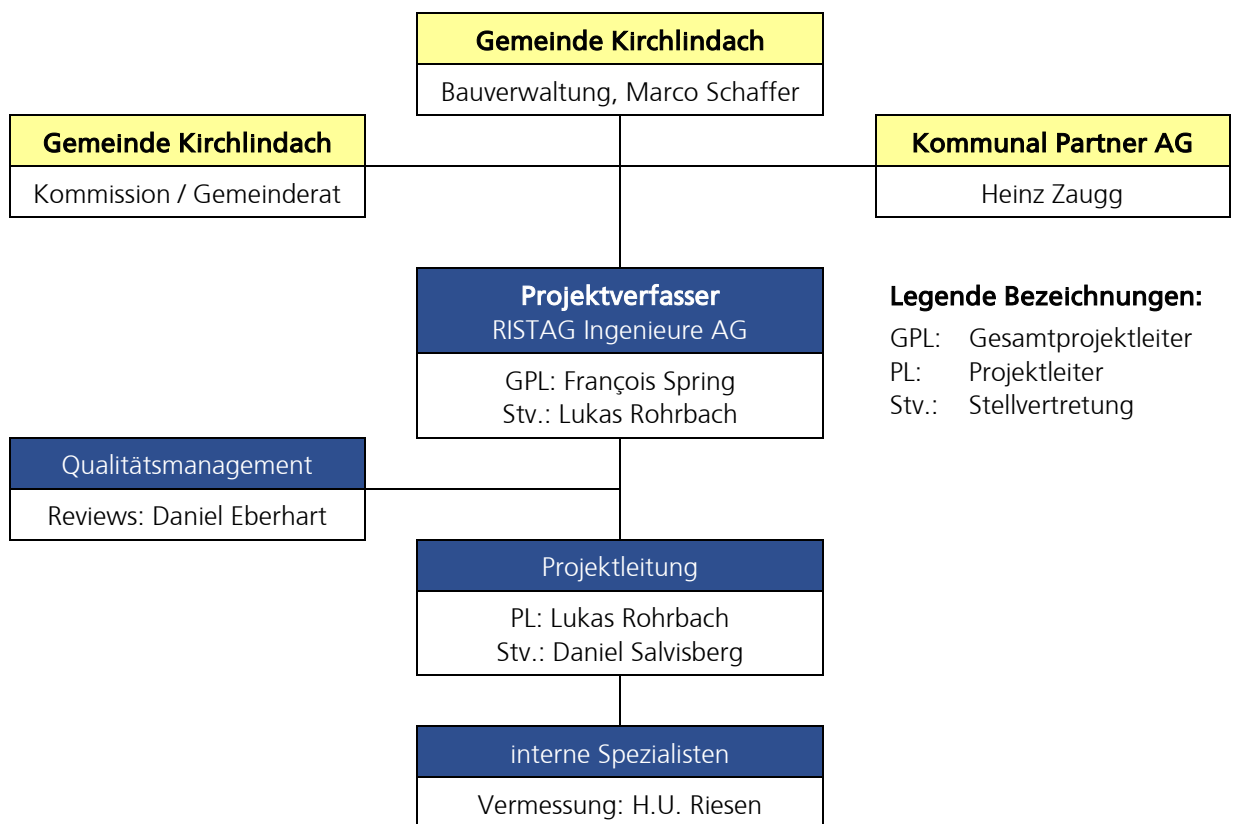 Gemeinde Kirchlindach
Bauverwaltung, Marco Schaffer
Gemeinde Kirchlindach
Kommission / Gemeinderat
Kommunal Partner AG
Heinz Zaugg
Projektverfasser
RISTAG Ingenieure AG
GPL: François Spring
Stv.: Lukas Rohrbach
Legende Bezeichnungen:
GPL: Gesamtprojektleiter
PL: Projektleiter
Stv.: Stellvertretung
Qualitätsmanagement
Reviews: Daniel Eberhart
Projektleitung
PL: Lukas Rohrbach
Stv.: Daniel Salvisberg
interne Spezialisten
Vermessung: H.U. Riesen